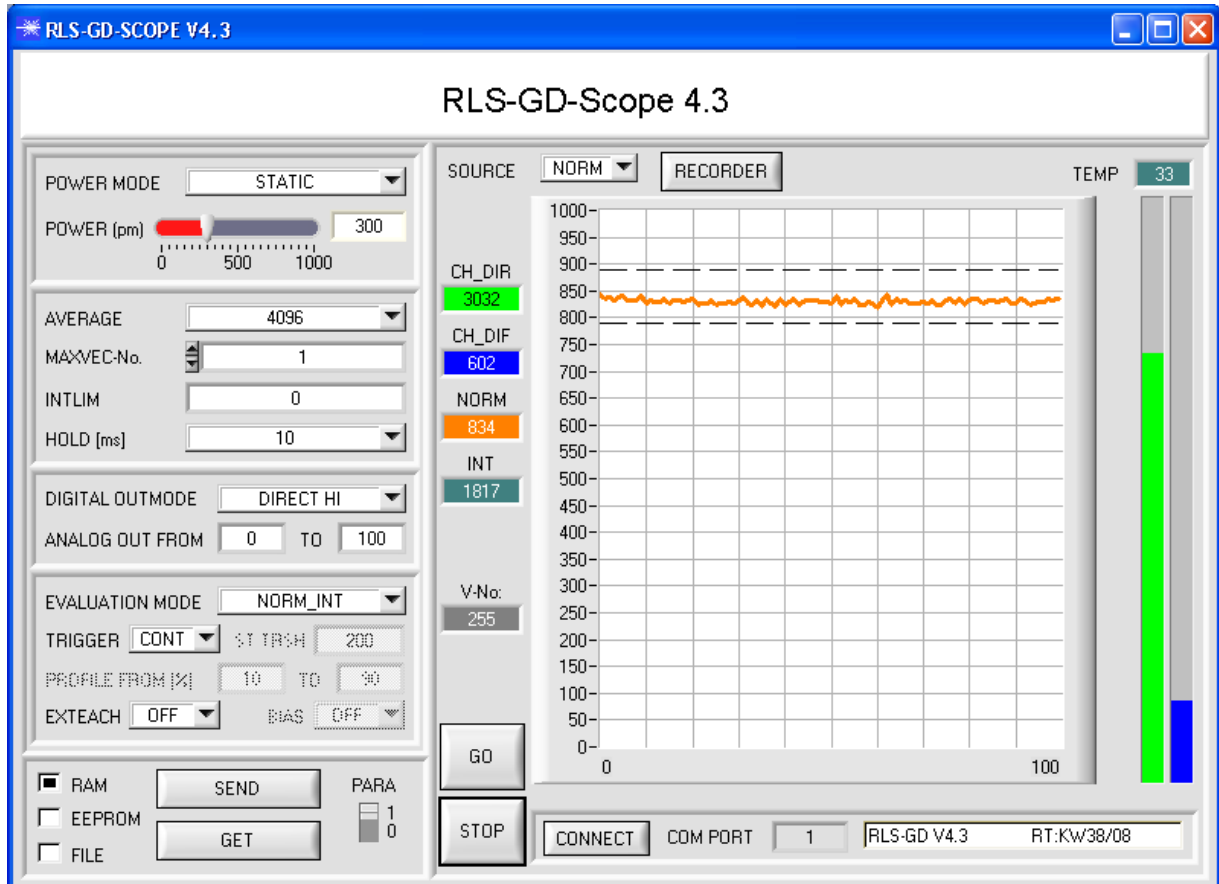 RLS-GD-SCOPE V4.3
RLS-GD-Scope 4.3
POWER MODE STATIC
POWER (pm) 300
0 500 1000
AVERAGE 4096
MAXVEC-No. 1
INTLIM 0
HOLD [ms] 10
DIGITAL OUTMODE DIRECT HI
ANALOG OUT FROM 0 TO 100
EVALUATION MODE NORM_INT
TRIGGER CONT ST TRSH 200
PROFILE FROM [%] 10 TO 90
EXTEACH OFF BIAS OFF
RAM
EEPROM
FILE
SEND
GET
PARA
1
0
SOURCE NORM RECORDER
TEMP 33
CH_DIR
3032
CH_DIF
602
NORM
834
INT
1817
V-No:
255
GO
STOP
1000
950
900
850
800
750
700
650
600
550
500
450
400
350
300
250
200
150
100
50
0
0 100
CONNECT COM PORT 1 RLS-GD V4.3 RT:KW38/08